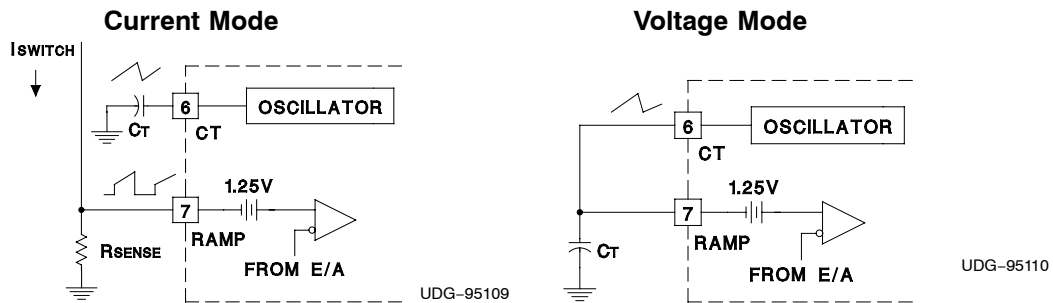 Current Mode
ISWITCH
6
OSCILLATOR
CT
CT
1.25V
7
RAMP
RSENSE
FROM E/A
UDG−95109
Voltage Mode
6
OSCILLATOR
CT
1.25V
7
RAMP
CT
FROM E/A
UDG−95110